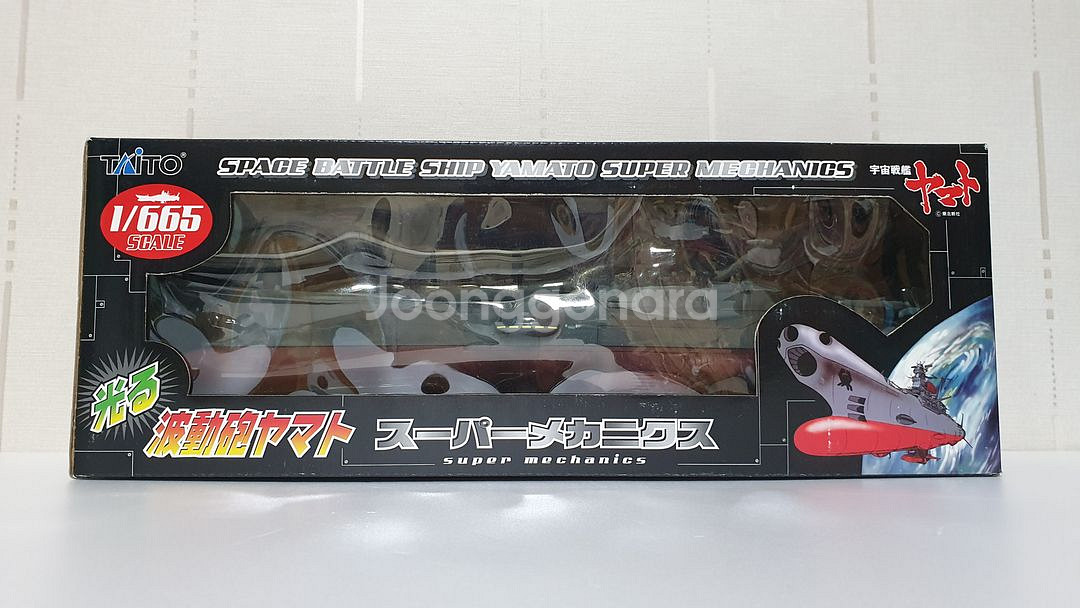 TAITO®
SPACE BATTLE SHIP YAMATO SUPER MECHANICS
宇宙戦艦
ヤマト
1/665
SCALE
Joonggonara
光る
波動砲ヤマト
スーパーメカニクス
super mechanics